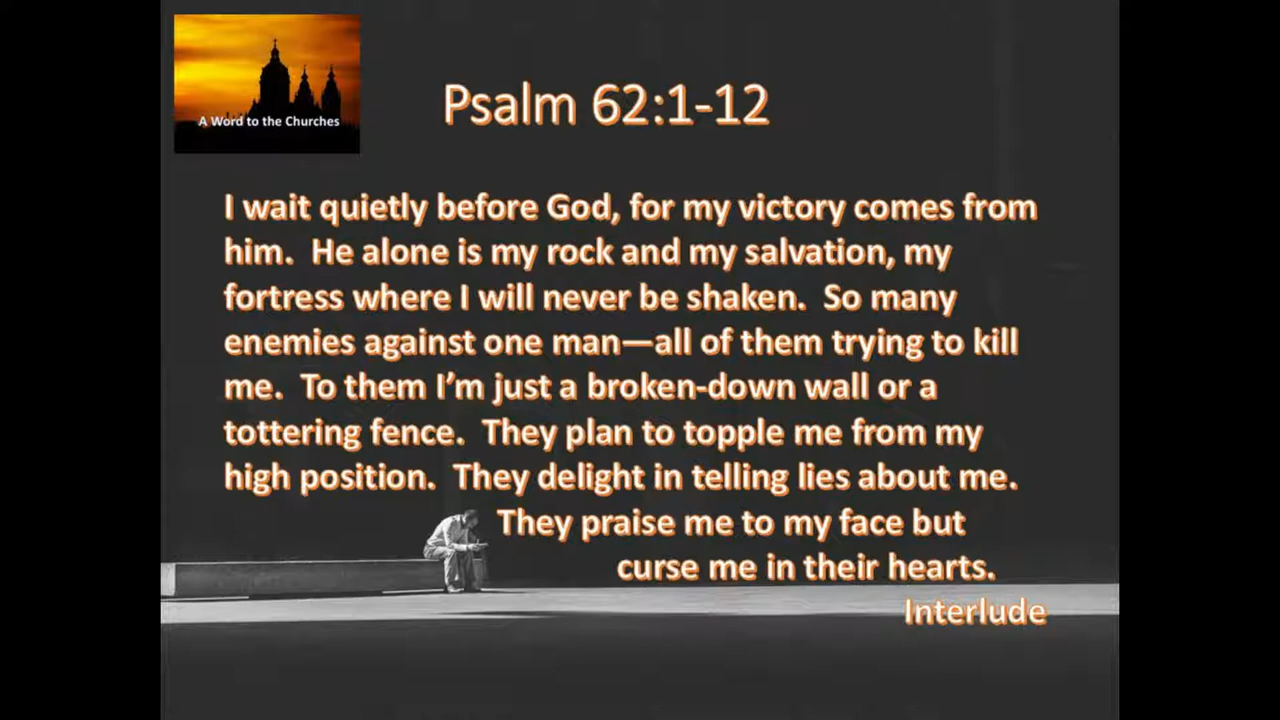 A Word to the Churches
Psalm 62:1-12
I wait quietly before God, for my victory comes from
him.  He alone is my rock and my salvation, my
fortress where I will never be shaken.  So many
enemies against one man—all of them trying to kill
me.  To them I’m just a broken-down wall or a
tottering fence.  They plan to topple me from my
high position.  They delight in telling lies about me.
They praise me to my face but
curse me in their hearts.
Interlude